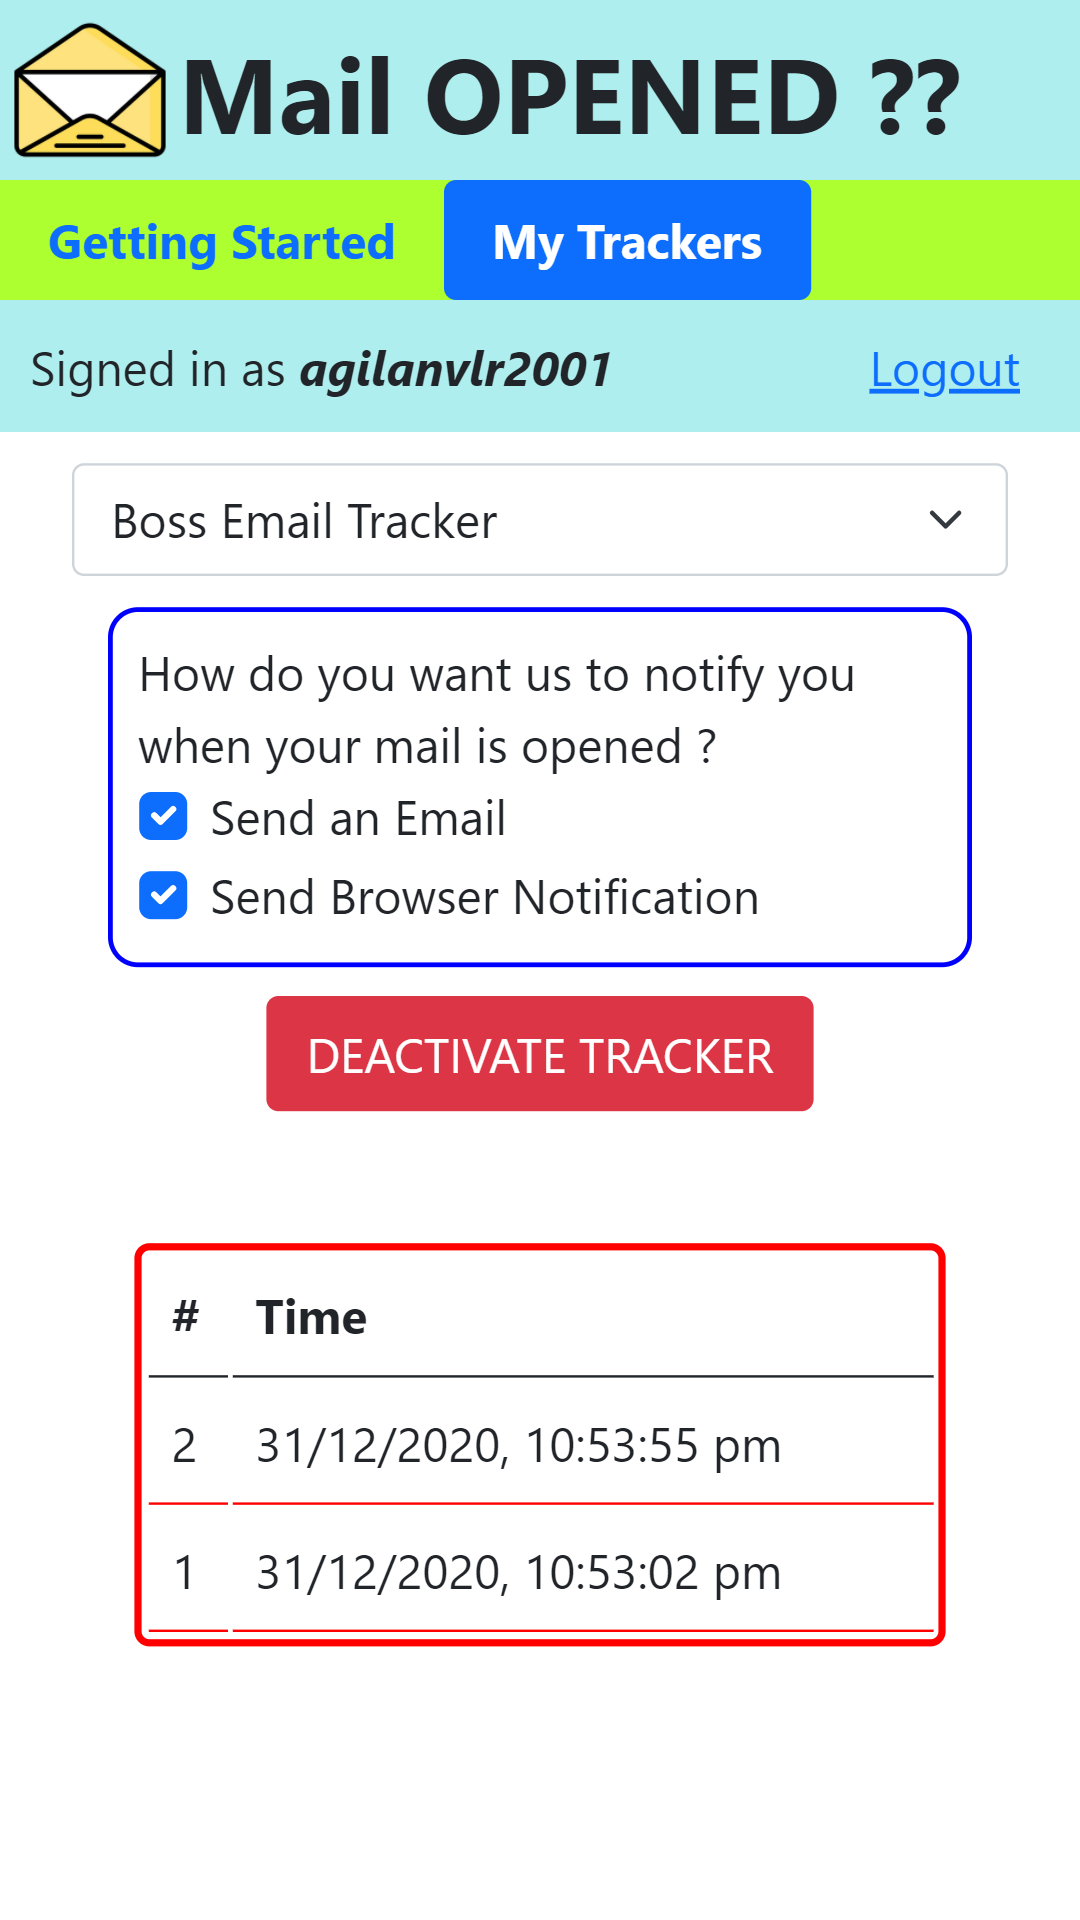 Mail OPENED ??
Getting Started My Trackers
Signed in as agilanvlr2001 Logout
Boss Email Tracker
How do you want us to notify you
when your mail is opened ?
Send an Email
Send Browser Notification
DEACTIVATE TRACKER
# Time
2 31/12/2020, 10:53:55 pm
1 31/12/2020, 10:53:02 pm